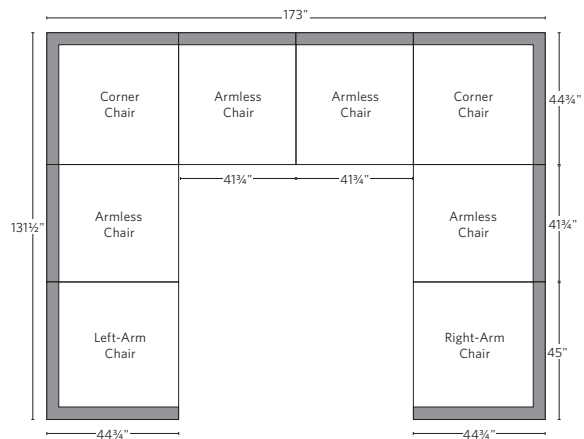 173"
Corner
Chair
Armless
Chair
Armless
Chair
Corner
Chair
44¾"
41¾"
41¾"
131½"
Armless
Chair
Armless
Chair
41¾"
Left-Arm
Chair
Right-Arm
Chair
45"
44¾"
44¾"